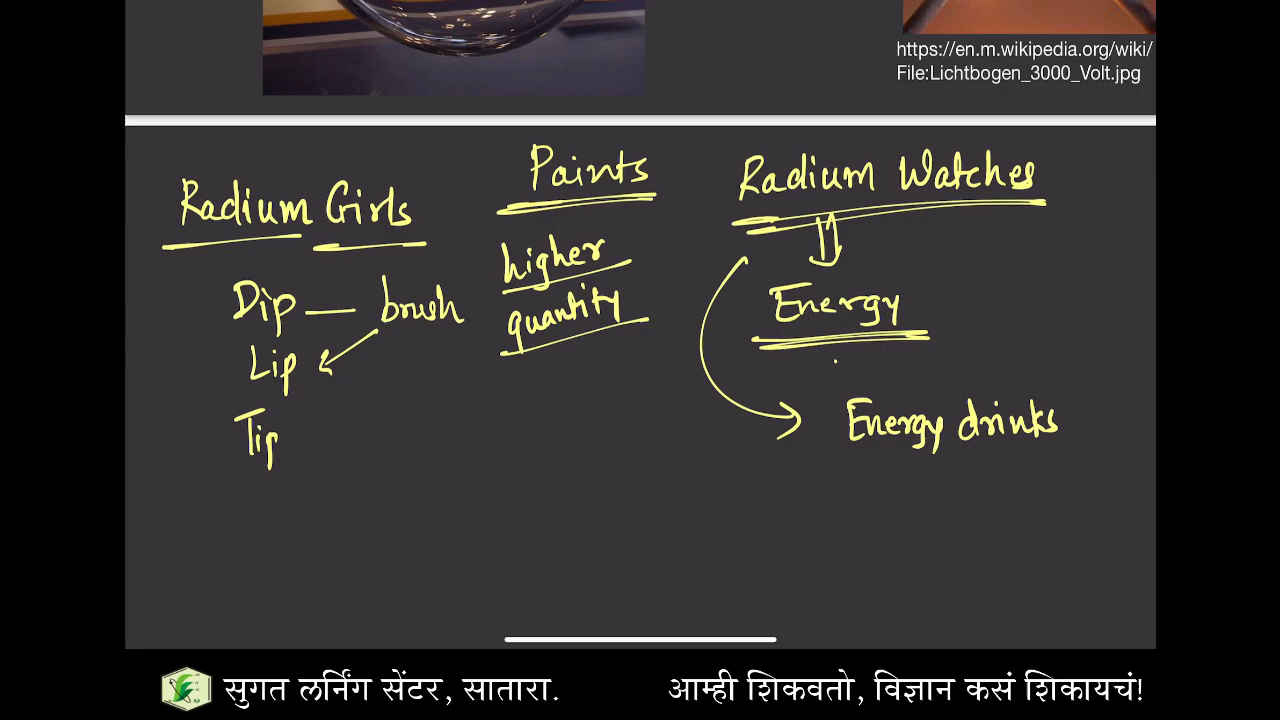 https://en.m.wikipedia.org/wiki/
File:Lichtbogen_3000_Volt.jpg
Radium Girls
Dip — brush
Lip
Tip
Paints
higher
quantity
Radium Watches
Energy
Energy drinks
सुगत लर्निंग सेंटर, सातारा.
आम्ही शिकवतो, विज्ञान कसं शिकायचं!